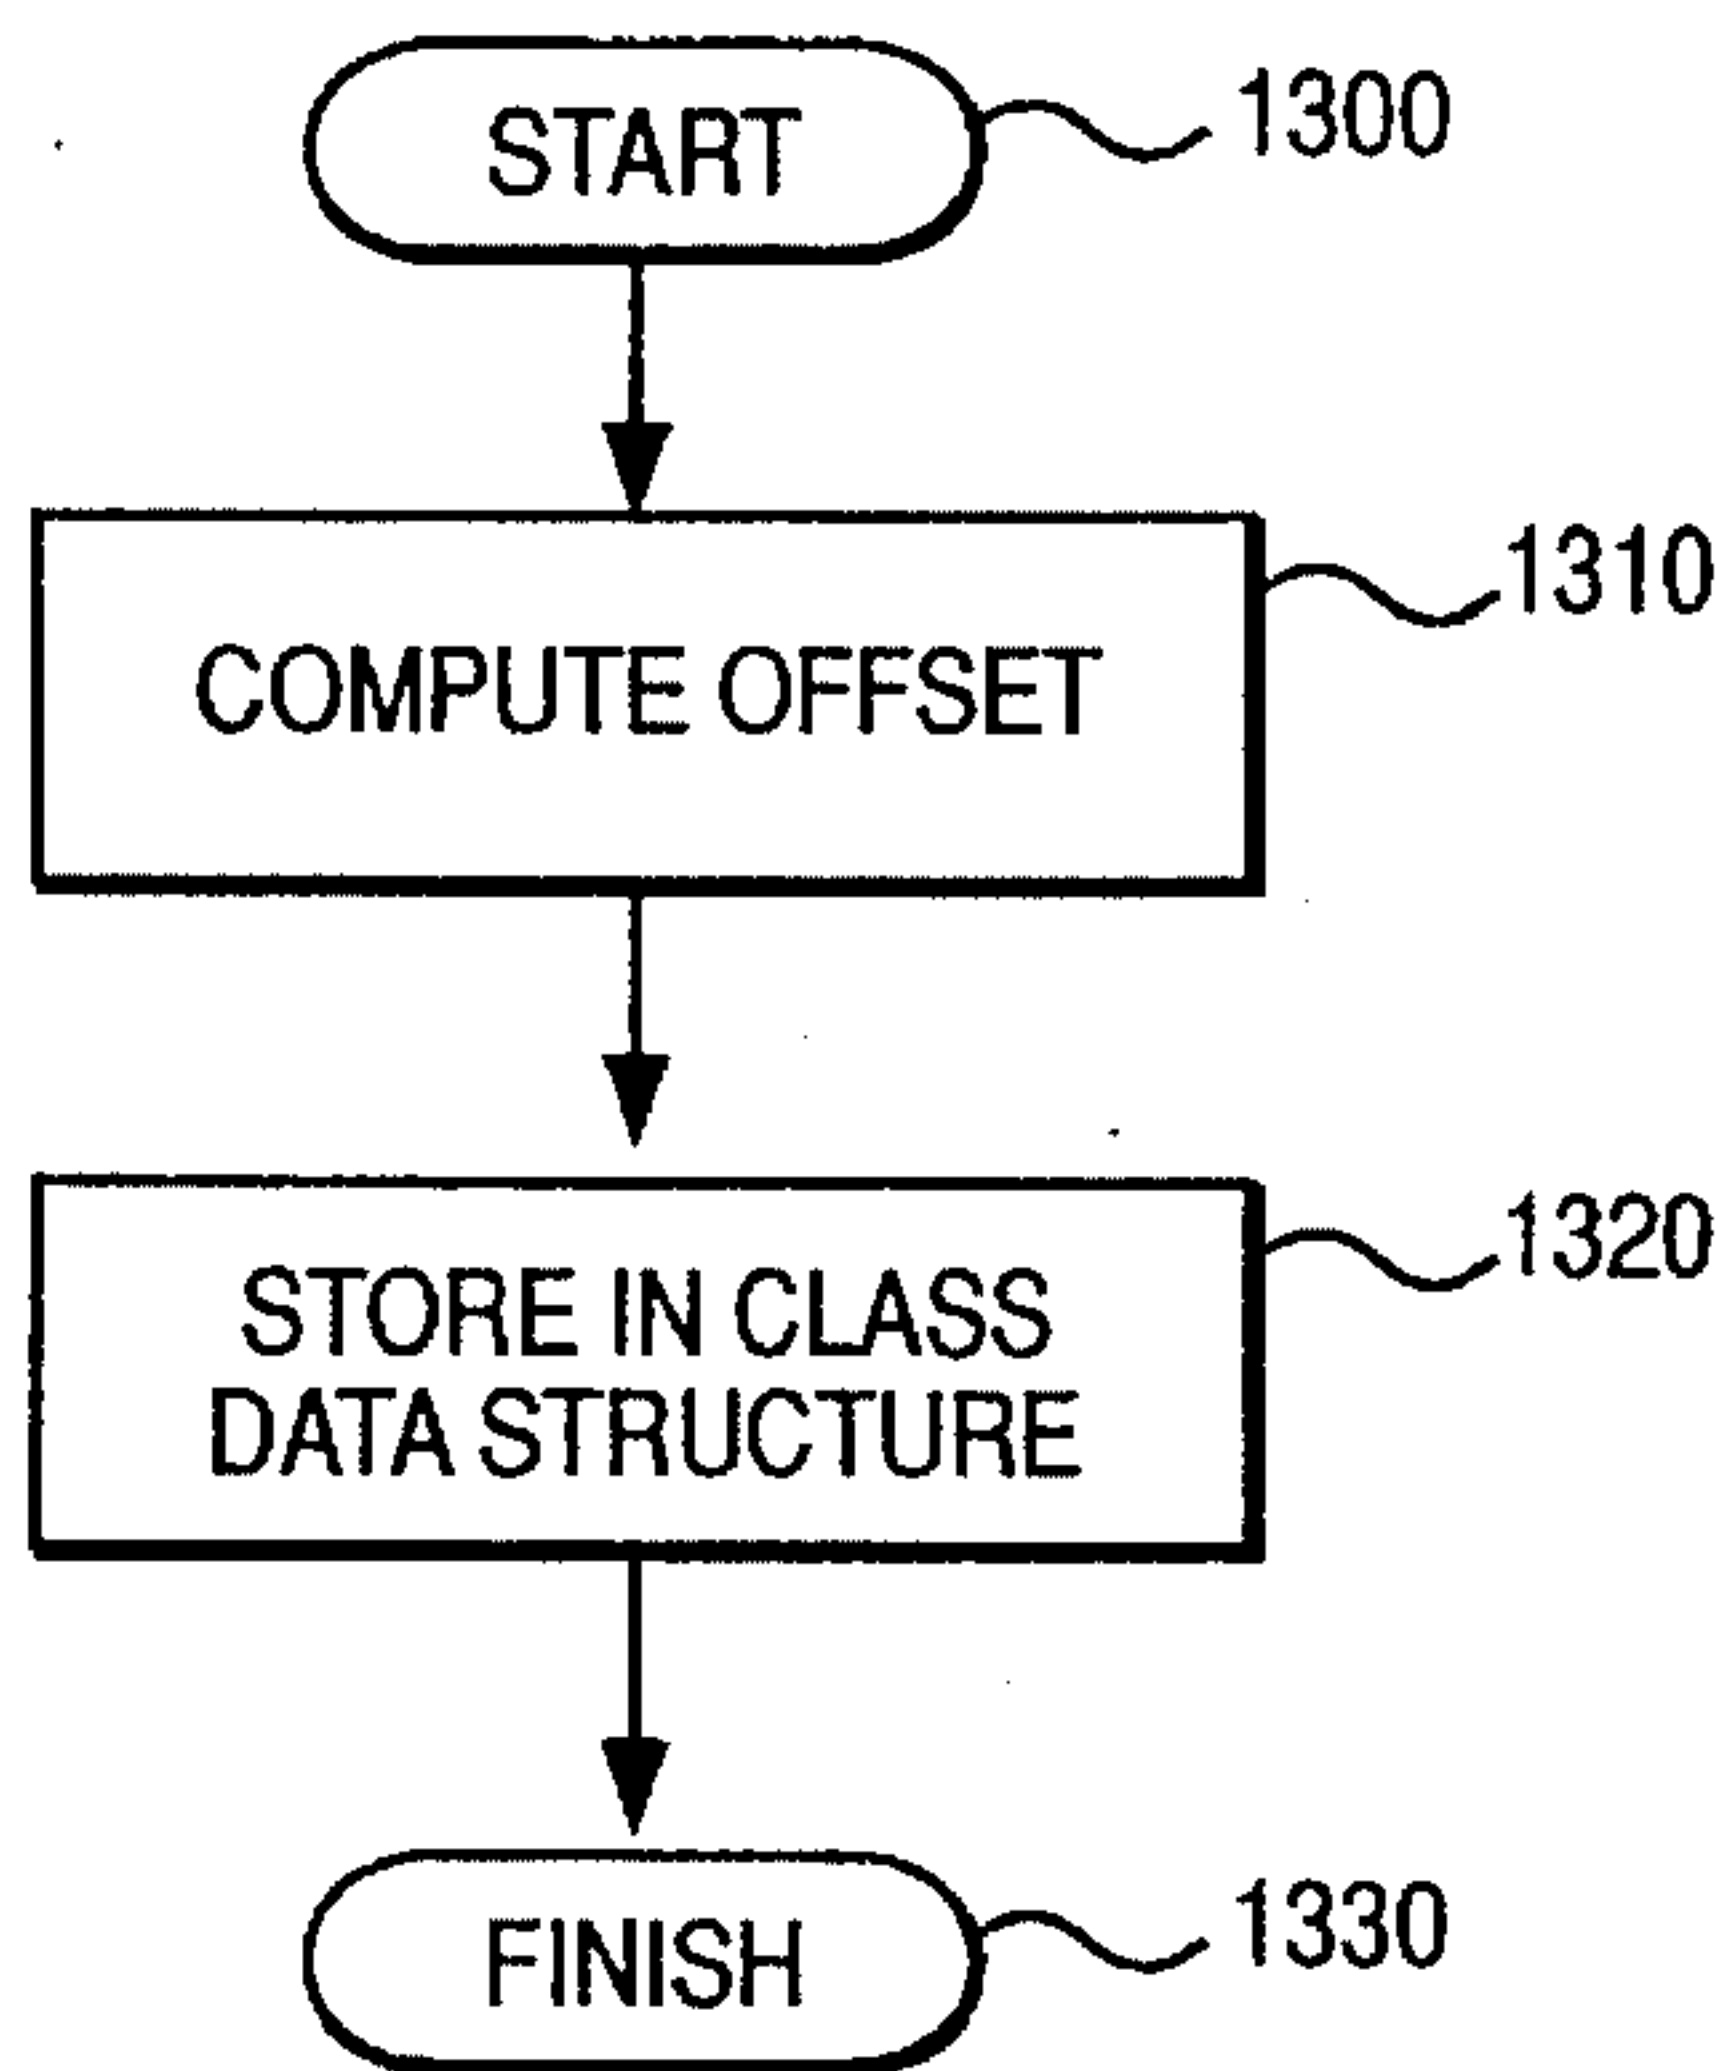 START
1300
COMPUTE OFFSET
1310
STORE IN CLASS
DATA STRUCTURE
1320
FINISH
1330